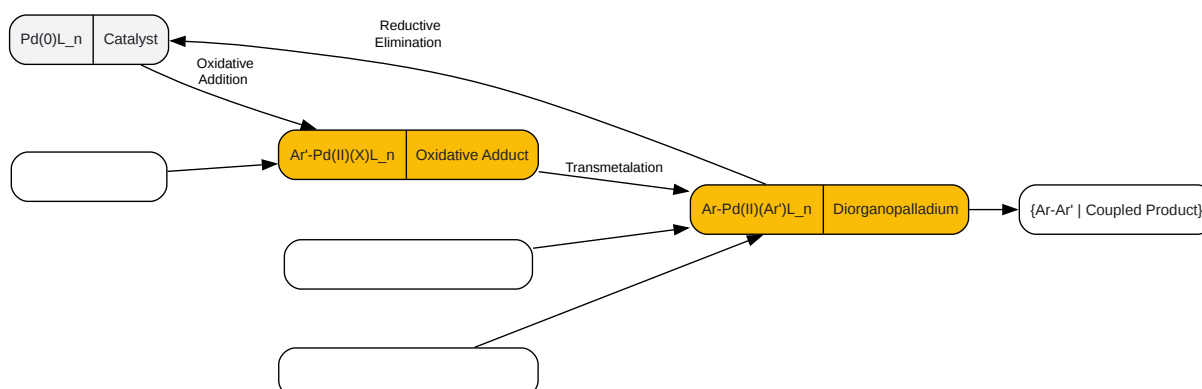 Reductive
Elimination
Pd(0)L_n
Catalyst
Oxidative
Addition
Ar'-Pd(II)(X)L_n
Oxidative Adduct
Transmetalation
Ar-Pd(II)(Ar')L_n
Diorganopalladium
{Ar-Ar' | Coupled Product}